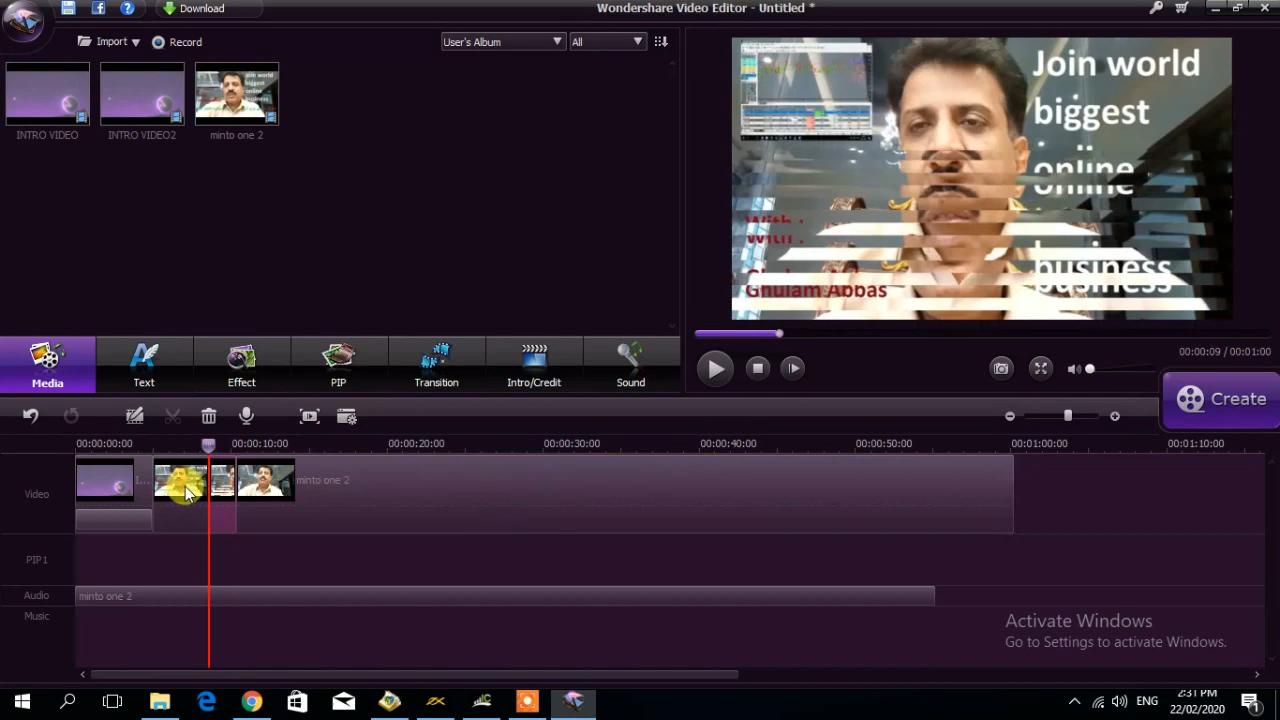 Download
Wondershare Video Editor - Untitled *
Import
Record
User's Album
All
INTRO VIDEO
INTRO VIDEO2
minto one 2
Join world
biggest
online
business
With :
With :
Ghulam Abbas
00:00:09 / 00:01:00
Media
Text
Effect
PIP
Transition
Intro/Credit
Sound
Create
00:00:00:00
00:00:10:00
00:00:20:00
00:00:30:00
00:00:40:00
00:00:50:00
00:01:00:00
00:01:10:00
Video
I...
minto one 2
PIP1
Audio
minto one 2
Music
Activate Windows
Go to Settings to activate Windows.
ENG
2:31 PM
22/02/2020
1